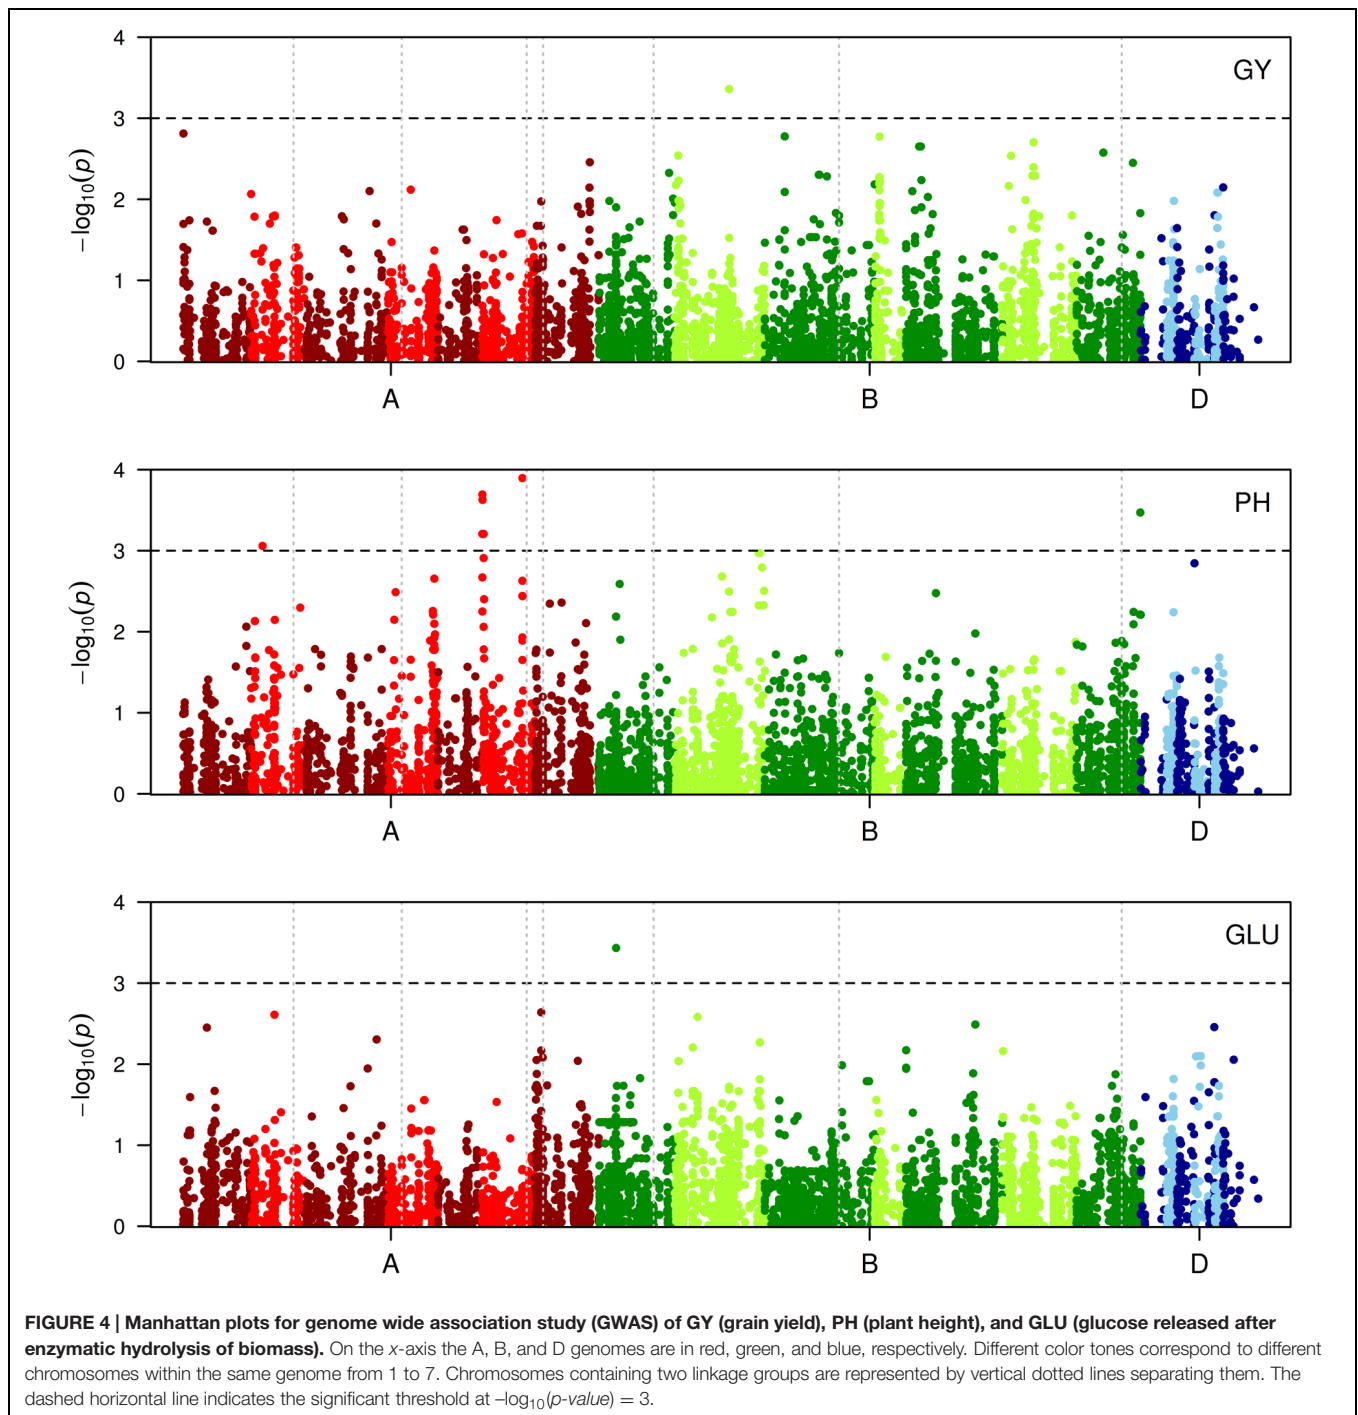 4
3
2
1
0
−log10(p)
GY
A
B
D
4
3
2
1
0
−log10(p)
PH
A
B
D
4
3
2
1
0
−log10(p)
GLU
A
B
D
FIGURE 4 | Manhattan plots for genome wide association study (GWAS) of GY (grain yield), PH (plant height), and GLU (glucose released after
enzymatic hydrolysis of biomass). On the x-axis the A, B, and D genomes are in red, green, and blue, respectively. Different color tones correspond to different
chromosomes within the same genome from 1 to 7. Chromosomes containing two linkage groups are represented by vertical dotted lines separating them. The
dashed horizontal line indicates the significant threshold at –log10(p-value) = 3.